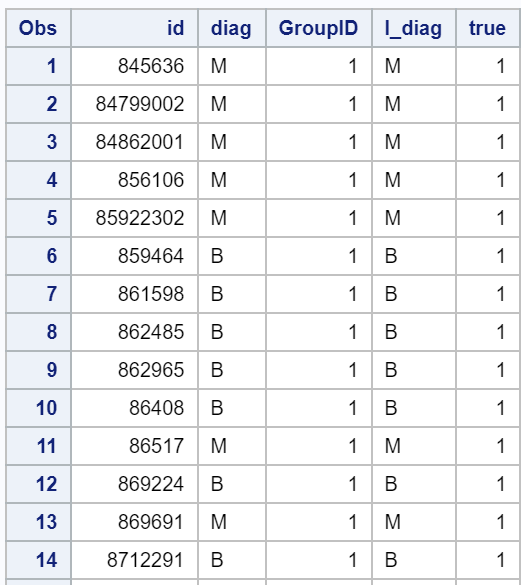 Obs id diag GroupID I_diag true
1 845636 M 1 M 1
2 84799002 M 1 M 1
3 84862001 M 1 M 1
4 856106 M 1 M 1
5 85922302 M 1 M 1
6 859464 B 1 B 1
7 861598 B 1 B 1
8 862485 B 1 B 1
9 862965 B 1 B 1
10 86408 B 1 B 1
11 86517 M 1 M 1
12 869224 B 1 B 1
13 869691 M 1 M 1
14 8712291 B 1 B 1